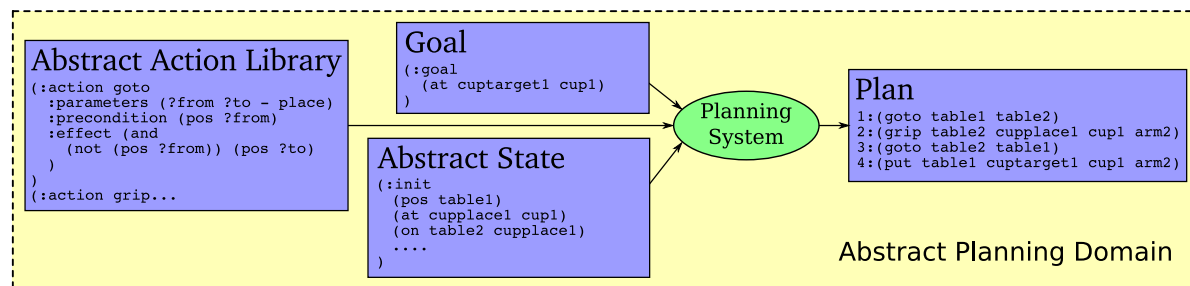 Abstract Action Library
(:action goto
:parameters (?from ?to - place)
:precondition (pos ?from)
:effect (and
(not (pos ?from)) (pos ?to)
)
)
(:action grip...
Goal
(:goal
(at cuptarget1 cup1)
)
Abstract State
(:init
(pos table1)
(at cupplace1 cup1)
(on table2 cupplace1)
....
)
Planning
System
Plan
1:(goto table1 table2)
2:(grip table2 cupplace1 cup1 arm2)
3:(goto table2 table1)
4:(put table1 cuptarget1 cup1 arm2)
Abstract Planning Domain